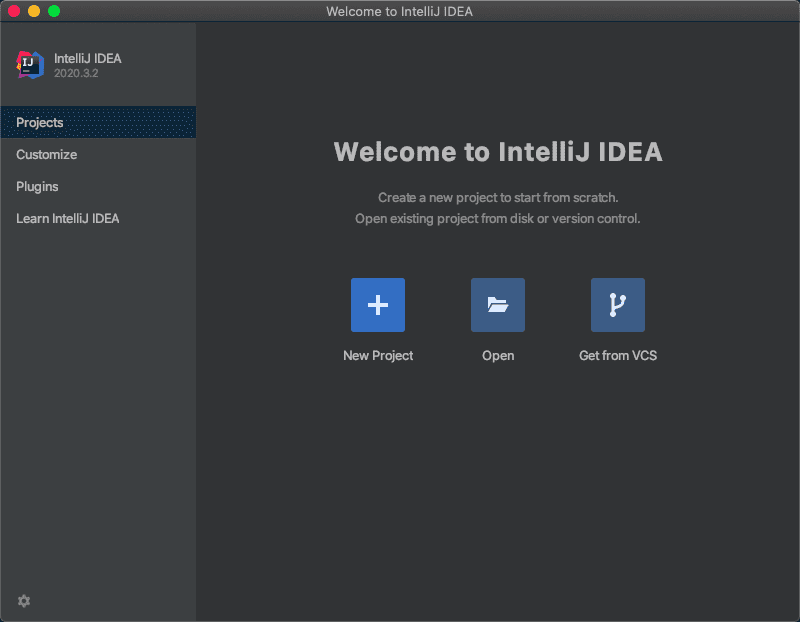 Welcome to IntelliJ IDEA
IJ
IntelliJ IDEA
2020.3.2
Projects
Customize
Plugins
Learn IntelliJ IDEA
Welcome to IntelliJ IDEA
Create a new project to start from scratch.
Open existing project from disk or version control.
New Project
Open
Get from VCS